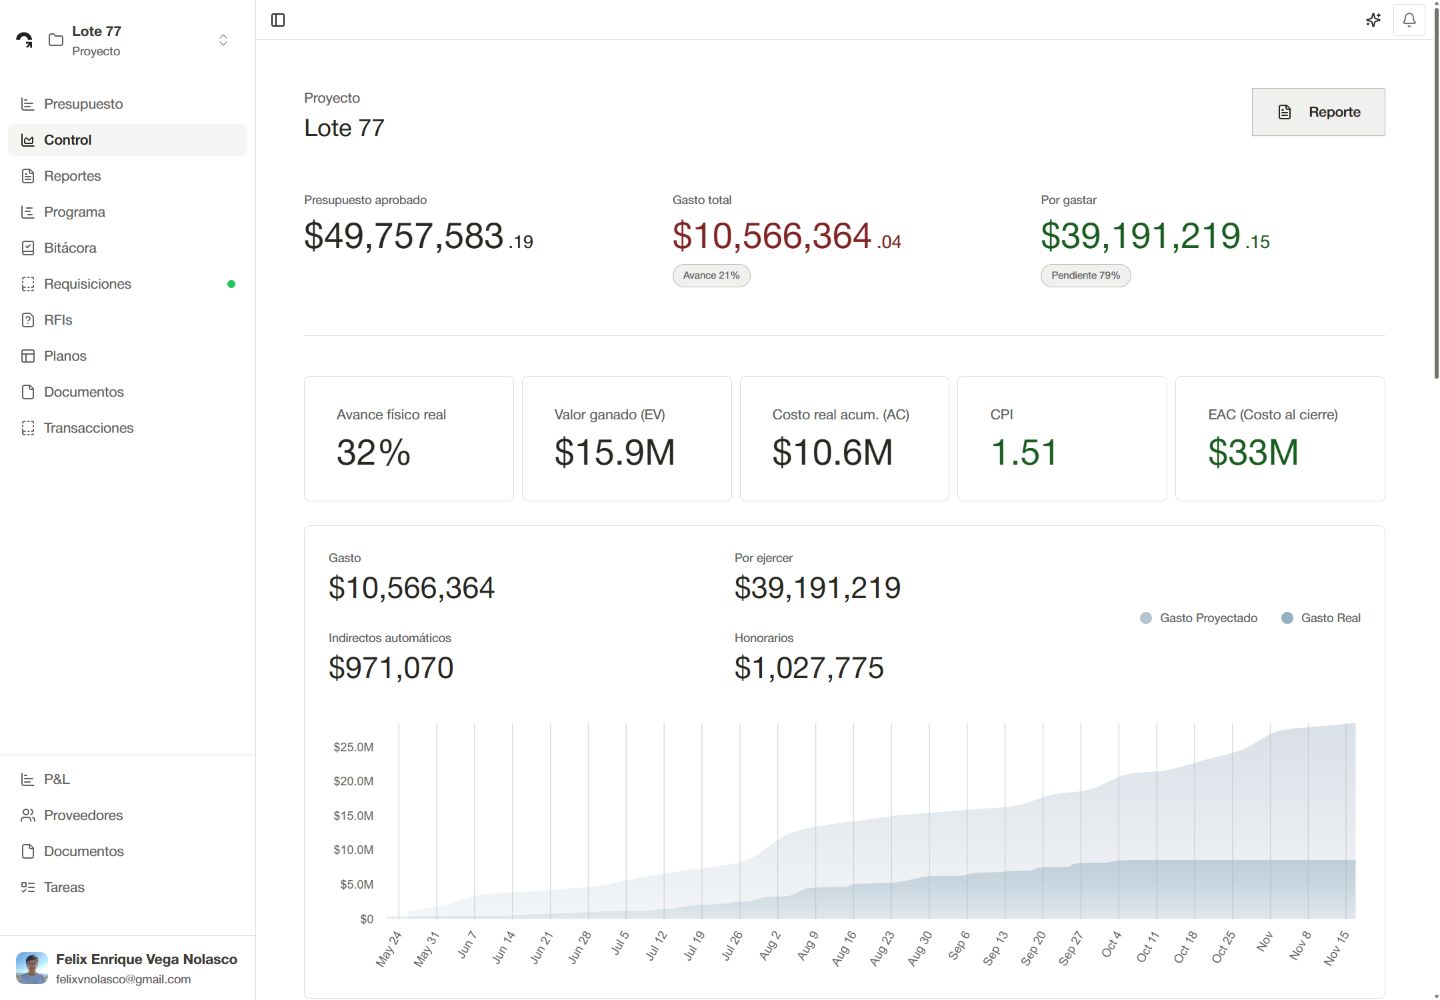 Lote 77
Proyecto
Presupuesto
Control
Reportes
Programa
Bitácora
Requisiciones
RFIs
Planos
Documentos
Transacciones
P&L
Proveedores
Documentos
Tareas
Felix Enrique Vega Nolasco
felixvnolasco@gmail.com
Proyecto
Lote 77
Reporte
Presupuesto aprobado
$49,757,583.19
Gasto total
$10,566,364.04
Avance 21%
Por gastar
$39,191,219.15
Pendiente 79%
Avance físico real
32%
Valor ganado (EV)
$15.9M
Costo real acum. (AC)
$10.6M
CPI
1.51
EAC (Costo al cierre)
$33M
Gasto
$10,566,364
Por ejercer
$39,191,219
Indirectos automáticos
$971,070
Honorarios
$1,027,775
Gasto Proyectado
Gasto Real
$25.0M
$20.0M
$15.0M
$10.0M
$5.0M
$0
May 24
May 31
Jun 7
Jun 14
Jun 21
Jun 28
Jul 5
Jul 12
Jul 19
Jul 26
Aug 2
Aug 9
Aug 16
Aug 23
Aug 30
Sep 6
Sep 13
Sep 20
Sep 27
Oct 4
Oct 11
Oct 18
Oct 25
Nov
Nov 8
Nov 15